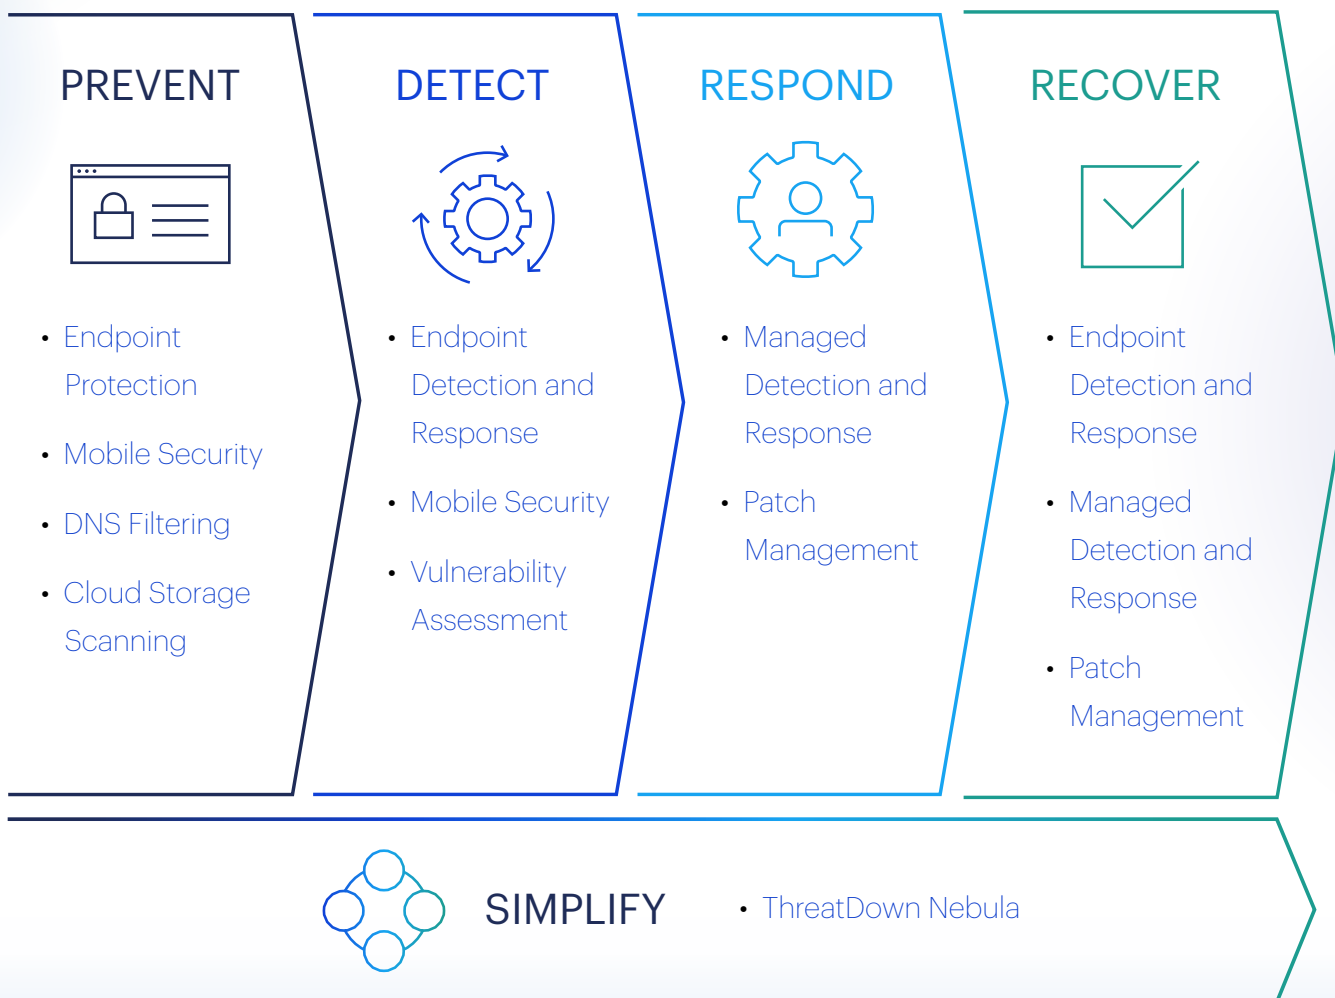 PREVENT
• Endpoint
Protection
• Mobile Security
• DNS Filtering
• Cloud Storage
Scanning
DETECT
• Endpoint
Detection and
Response
• Mobile Security
• Vulnerability
Assessment
RESPOND
• Managed
Detection and
Response
• Patch
Management
RECOVER
• Endpoint
Detection and
Response
• Managed
Detection and
Response
• Patch
Management
SIMPLIFY
• ThreatDown Nebula